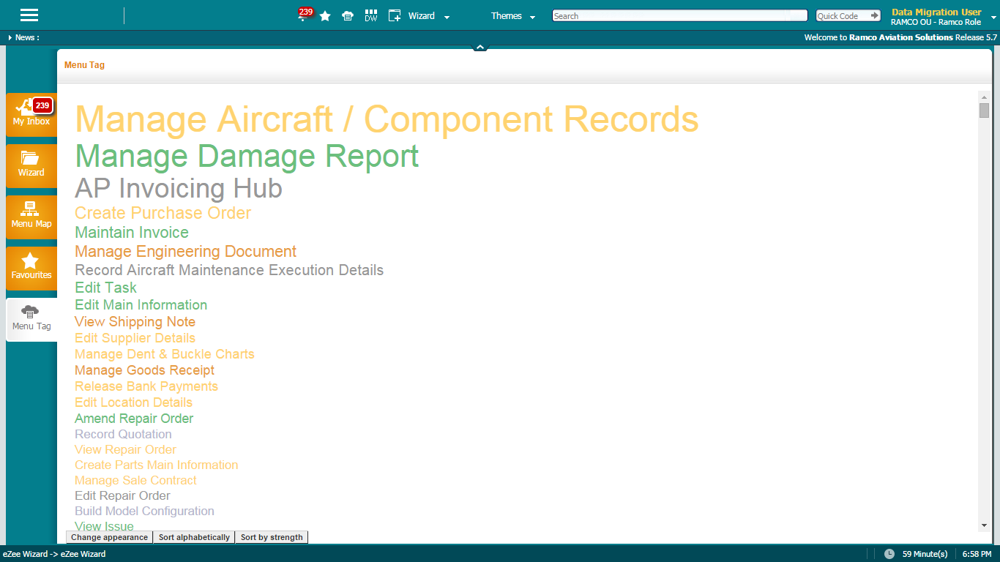 239
DW
Wizard
Themes
Search
Quick Code
Data Migration User
RAMCO OU - Ramco Role
News :
Welcome to Ramco Aviation Solutions Release 5.7
Menu Tag
239
My Inbox
Wizard
Menu Map
Favourites
Menu Tag
Manage Aircraft / Component Records
Manage Damage Report
AP Invoicing Hub
Create Purchase Order
Maintain Invoice
Manage Engineering Document
Record Aircraft Maintenance Execution Details
Edit Task
Edit Main Information
View Shipping Note
Edit Supplier Details
Manage Dent & Buckle Charts
Manage Goods Receipt
Release Bank Payments
Edit Location Details
Amend Repair Order
Record Quotation
View Repair Order
Create Parts Main Information
Manage Sale Contract
Edit Repair Order
Build Model Configuration
View Issue
Change appearance Sort alphabetically Sort by strength
eZee Wizard -> eZee Wizard
59 Minute(s)
6:58 PM